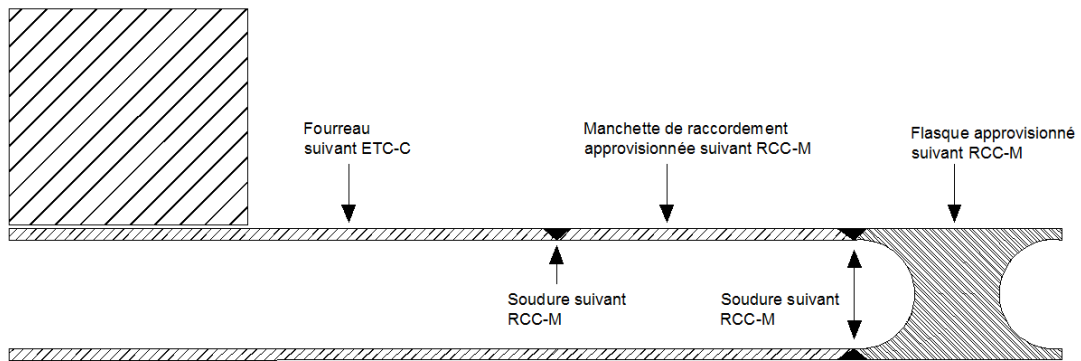 Fourreau
suivant ETC-C
Manchette de raccordement
approvisionnée suivant RCC-M
Flasque approvisionné
suivant RCC-M
Soudure suivant
RCC-M
Soudure suivant
RCC-M